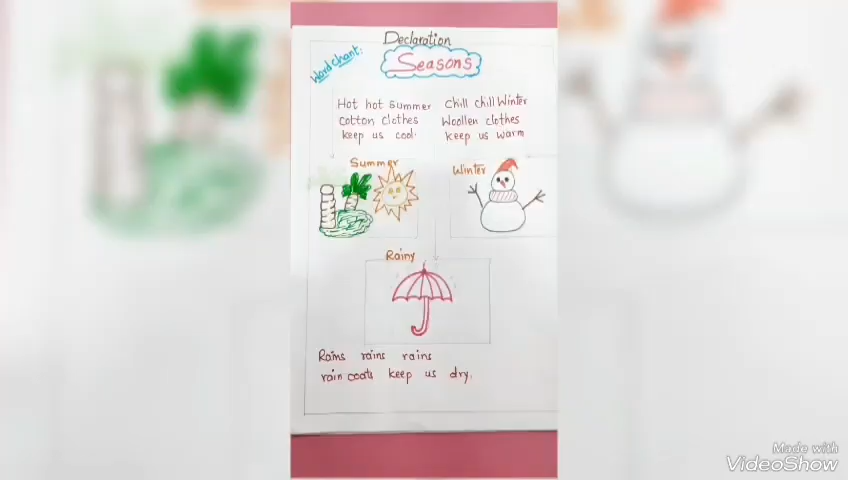 Declaration
Word chant:
Seasons
Hot hot Summer
Cotton clothes
keep us cool.
Chill chill Winter
Woollen clothes
keep us warm
Summer
Winter
Rainy
Rains rains rains
rain coats keep us dry.
Made with
VideoShow